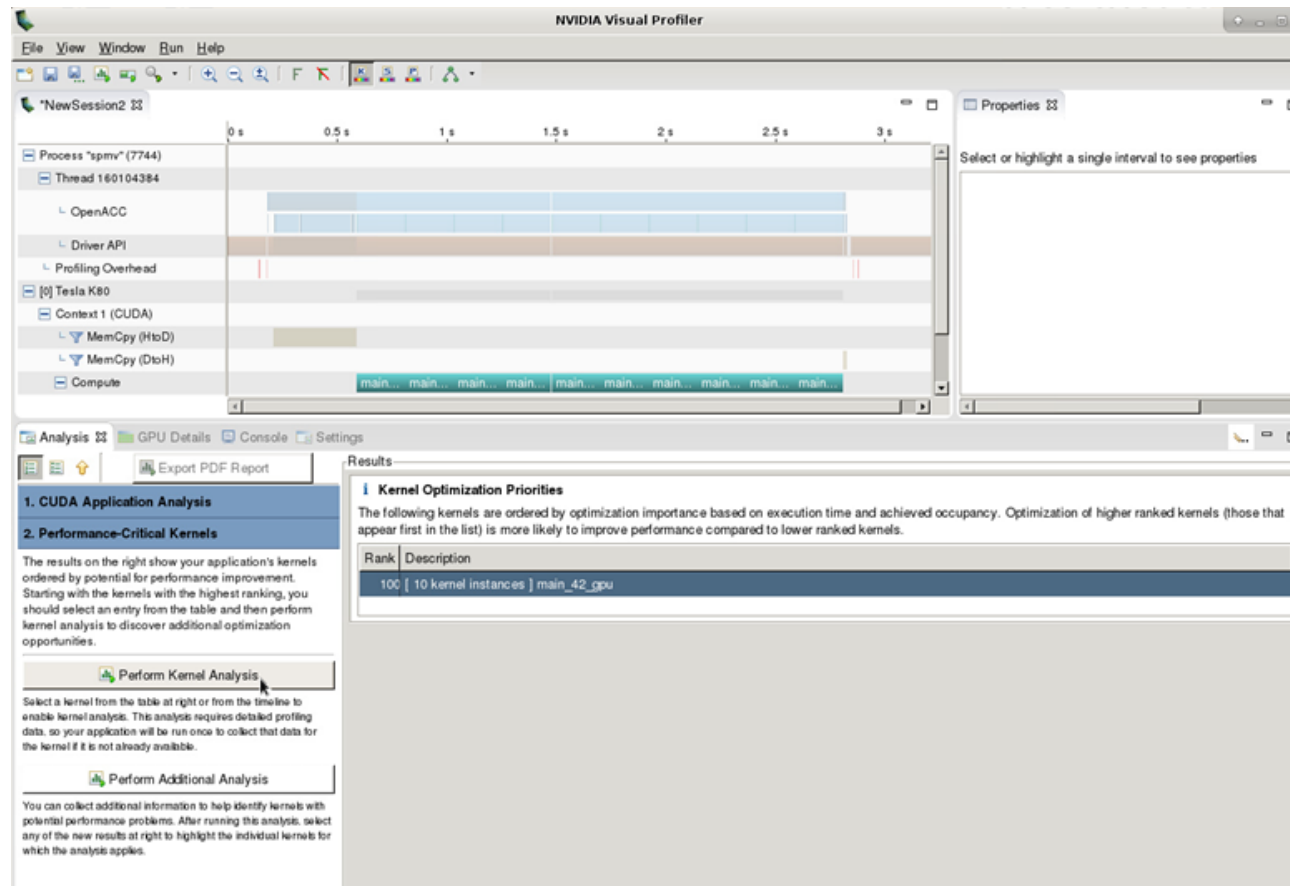 NVIDIA Visual Profiler
File View Window Run Help
*NewSession2
Properties
0 s 0.5 s 1 s 1.5 s 2 s 2.5 s 3 s
Process "spmv" (7744)
Select or highlight a single interval to see properties
Thread 160104384
OpenACC
Driver API
Profiling Overhead
[0] Tesla K80
Context 1 (CUDA)
MemCpy (HtoD)
MemCpy (DtoH)
Compute
main... main... main... main... main... main... main... main... main... main...
Analysis GPU Details Console Settings
Export PDF Report
Results
1. CUDA Application Analysis
2. Performance-Critical Kernels
The results on the right show your application's kernels
ordered by potential for performance improvement.
Starting with the kernels with the highest ranking, you
should select an entry from the table and then perform
kernel analysis to discover additional optimization
opportunities.
Perform Kernel Analysis
Select a kernel from the table at right or from the timeline to
enable kernel analysis. This analysis requires detailed profiling
data, so your application will be run once to collect that data for
the kernel if it is not already available.
Perform Additional Analysis
You can collect additional information to help identify kernels with
potential performance problems. After running this analysis, select
any of the new results at right to highlight the individual kernels for
which the analysis applies.
i Kernel Optimization Priorities
The following kernels are ordered by optimization importance based on execution time and achieved occupancy. Optimization of higher ranked kernels (those that
appear first in the list) is more likely to improve performance compared to lower ranked kernels.
Rank Description
100 [ 10 kernel instances ] main_42_gpu